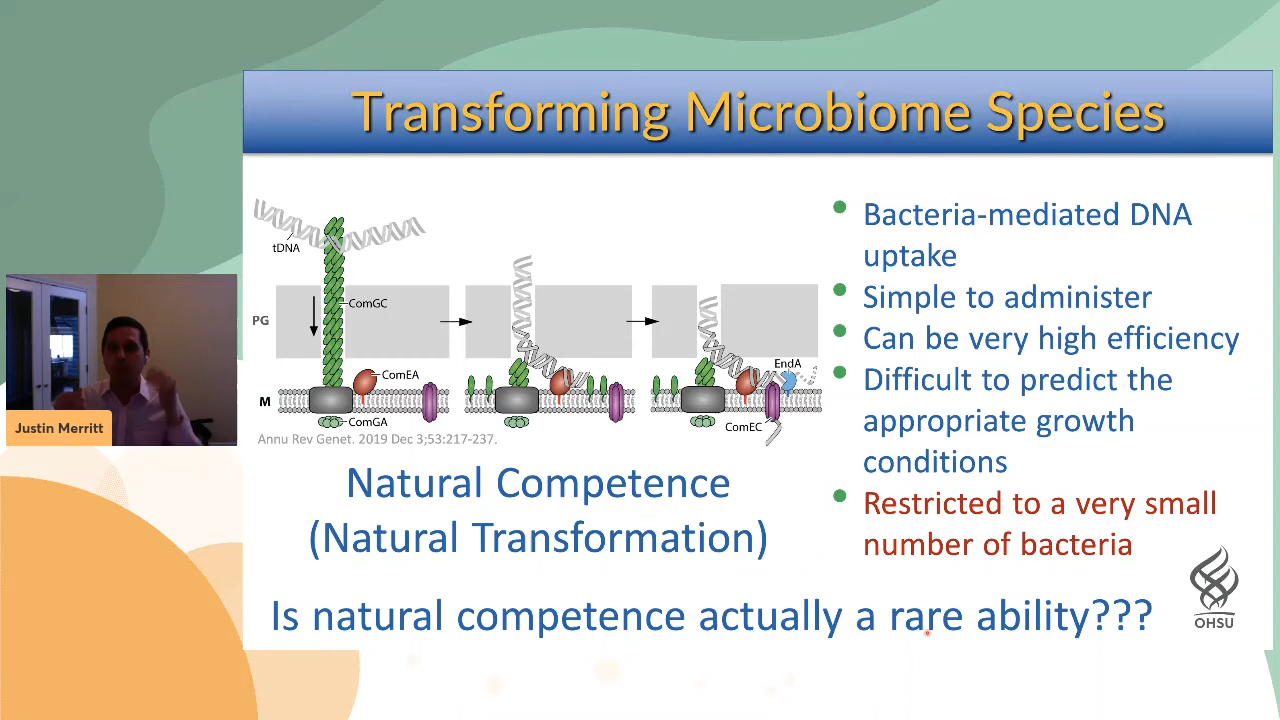 Transforming Microbiome Species
tDNA
ComGC
PG
ComEA
EndA
M
ComGA
ComEC
Annu Rev Genet. 2019 Dec 3;53:217-237.
Natural Competence
(Natural Transformation)
• Bacteria-mediated DNA
uptake
• Simple to administer
• Can be very high efficiency
• Difficult to predict the
appropriate growth
conditions
• Restricted to a very small
number of bacteria
Is natural competence actually a rare ability???
OHSU
Justin Merritt